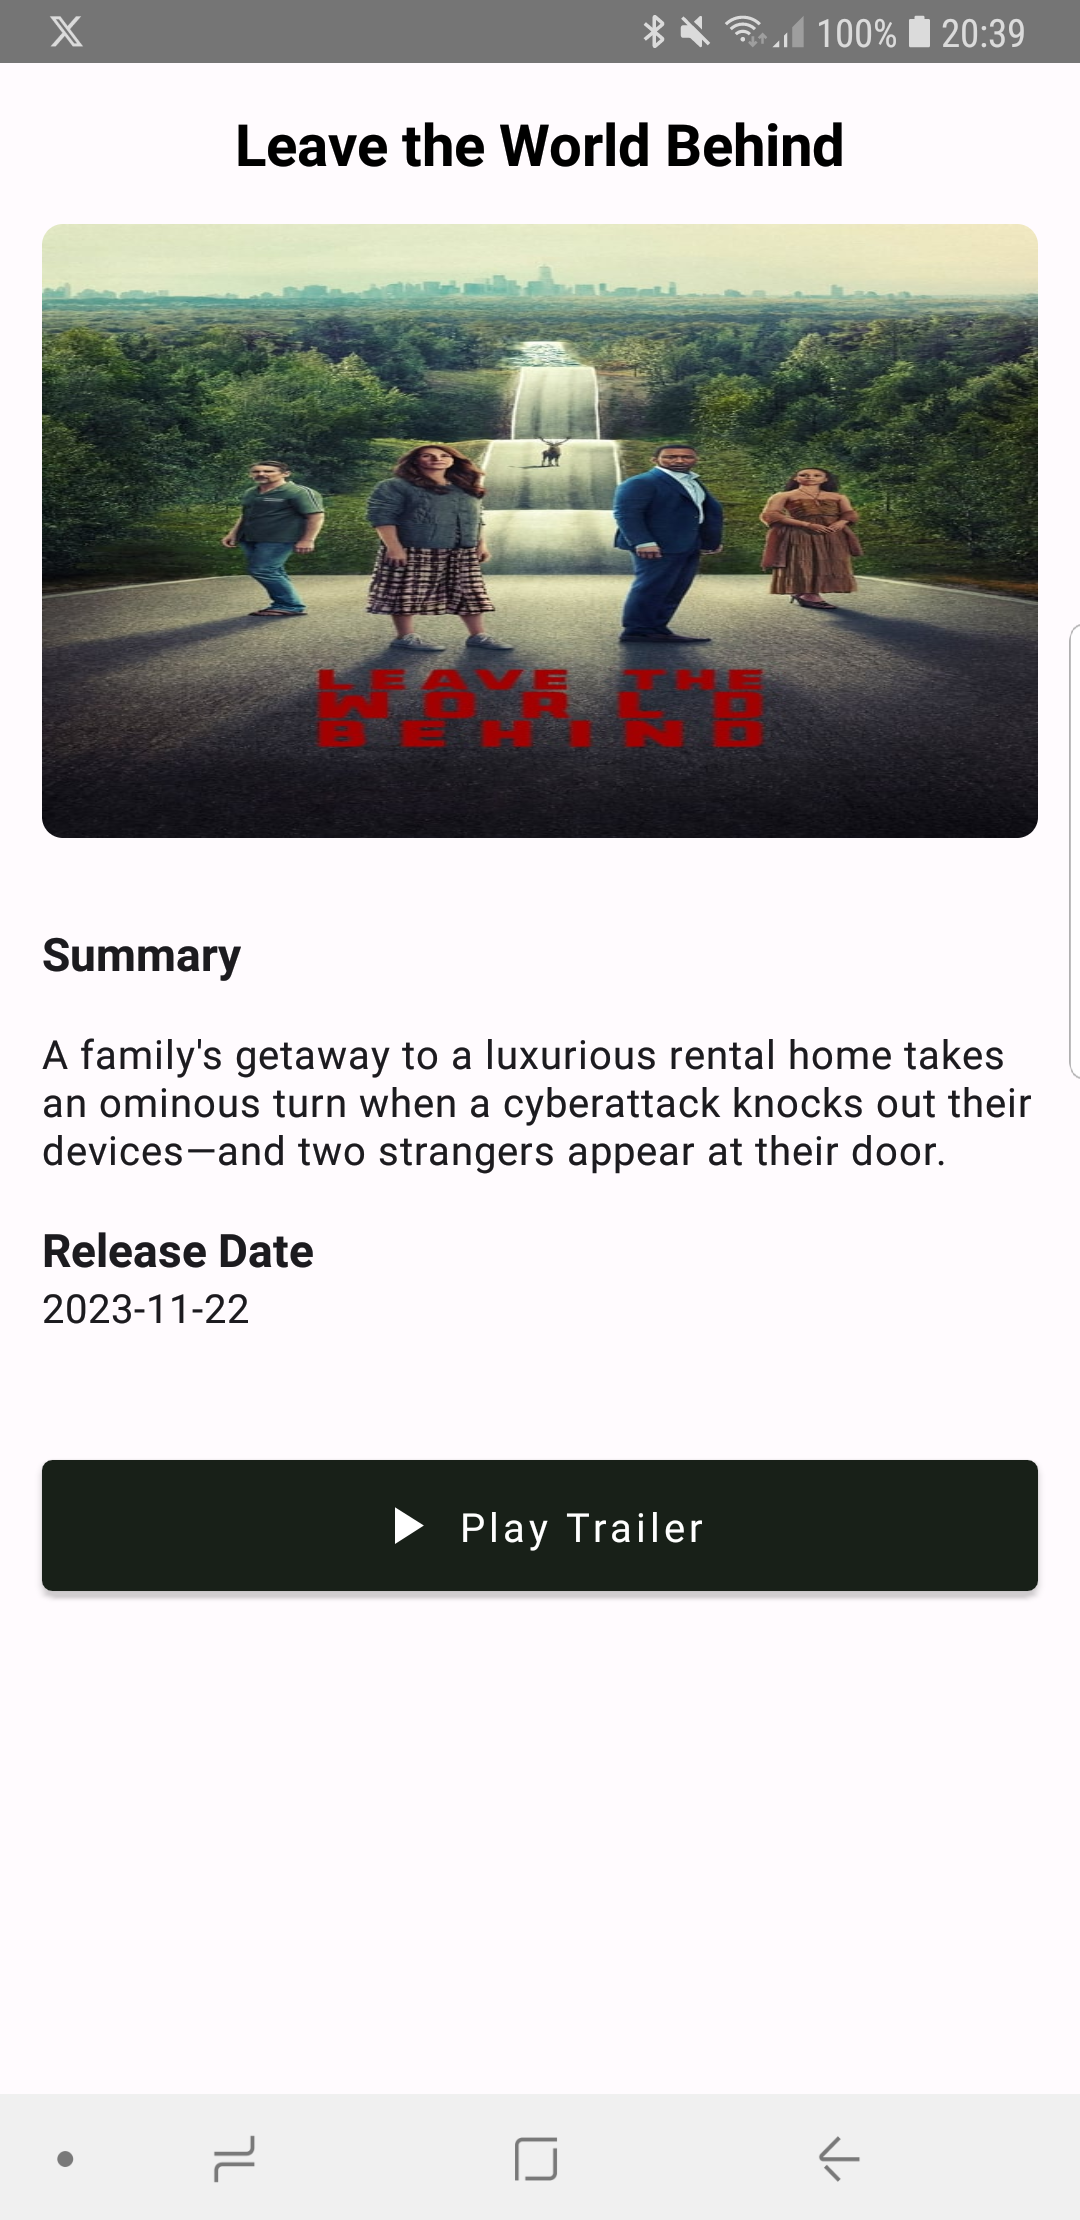 100% 20:39
Leave the World Behind
LEAVE THE
WORLD
BEHIND
Summary
A family's getaway to a luxurious rental home takes
an ominous turn when a cyberattack knocks out their
devices—and two strangers appear at their door.
Release Date
2023-11-22
Play Trailer